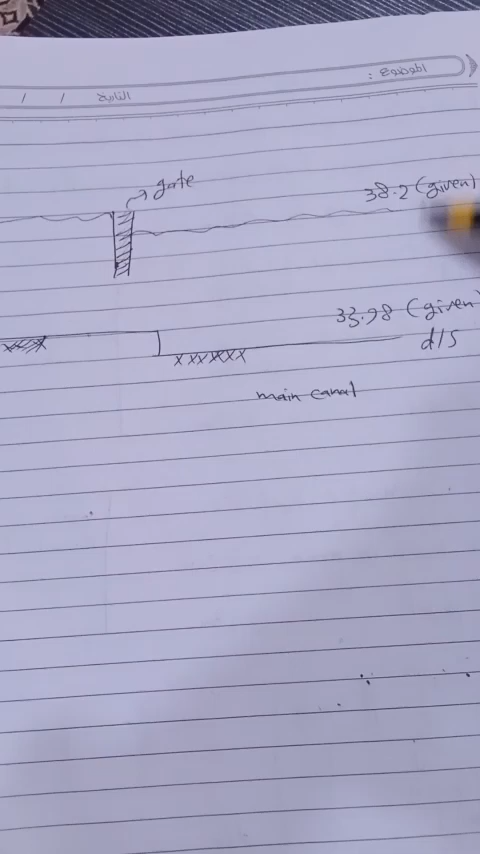 الموضوع :
التاريخ / /
gate
38.2 (given)
33.98 (given)
d/s
main canal